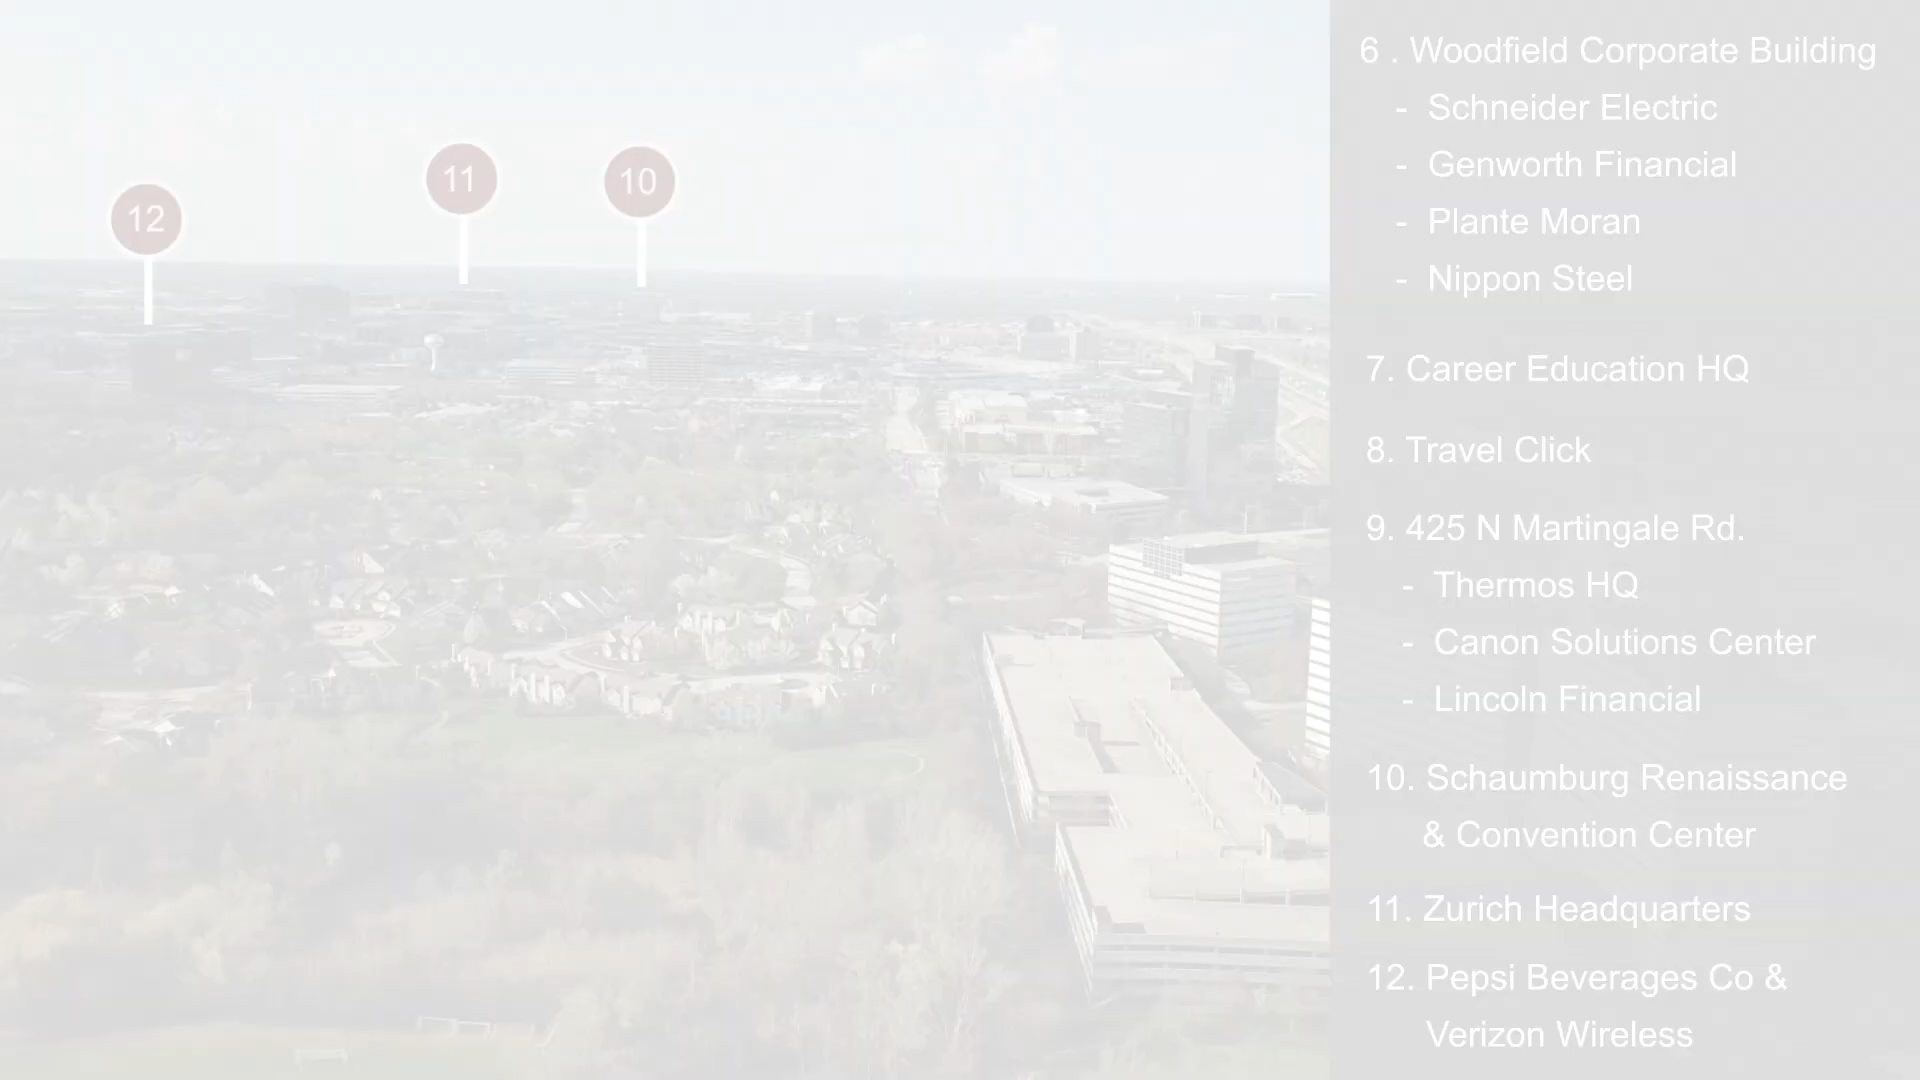 12
11
10
6 . Woodfield Corporate Building
- Schneider Electric
- Genworth Financial
- Plante Moran
- Nippon Steel
7. Career Education HQ
8. Travel Click
9. 425 N Martingale Rd.
- Thermos HQ
- Canon Solutions Center
- Lincoln Financial
10. Schaumburg Renaissance
& Convention Center
11. Zurich Headquarters
12. Pepsi Beverages Co &
Verizon Wireless